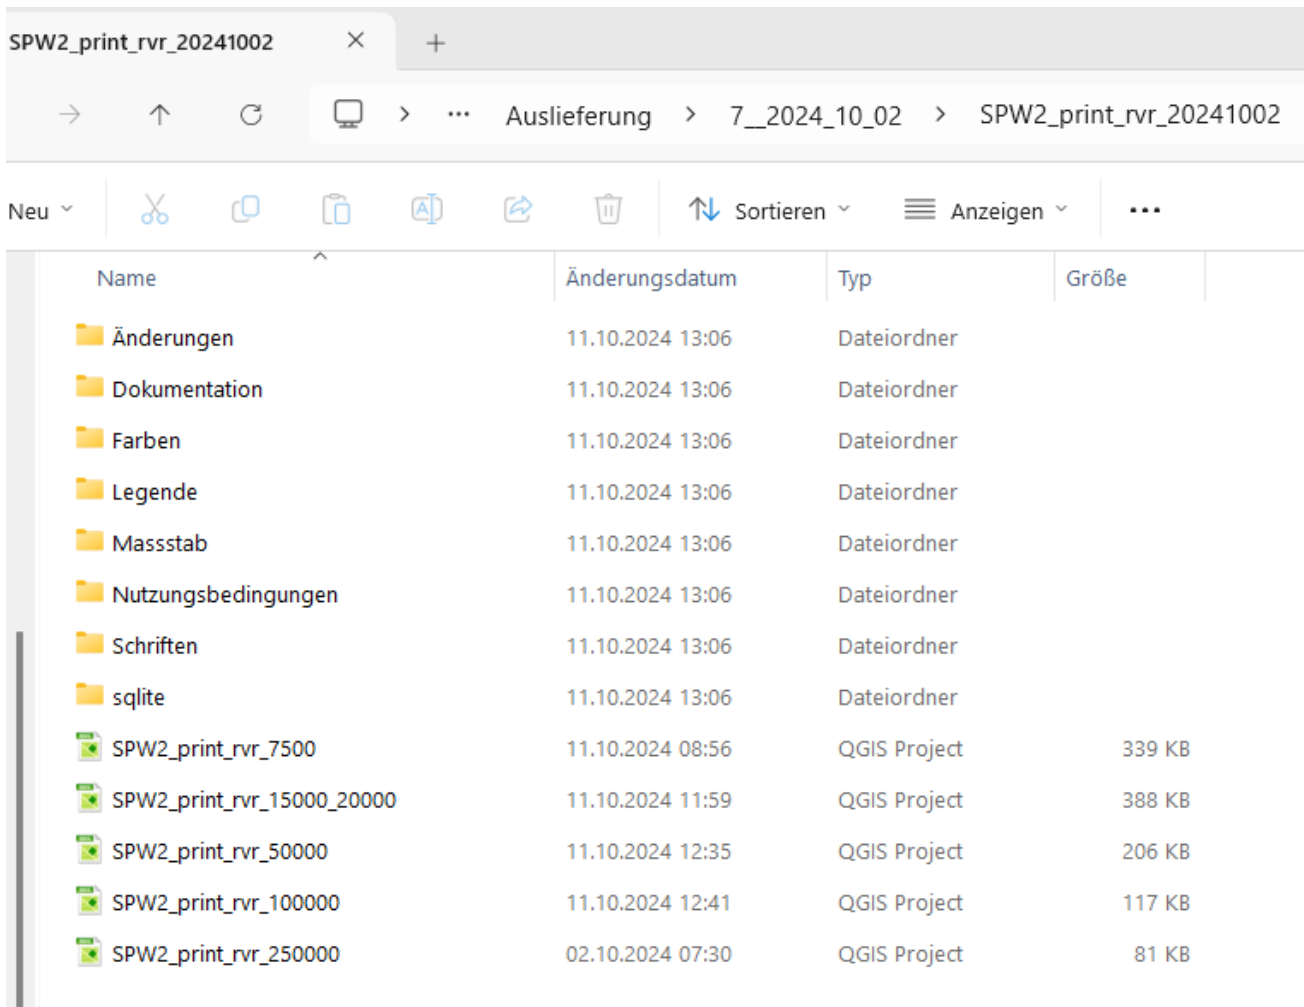 SPW2_print_rvr_20241002
Auslieferung > 7__2024_10_02 > SPW2_print_rvr_20241002
Neu Sortieren Anzeigen
Name Änderungsdatum Typ Größe
Änderungen 11.10.2024 13:06 Dateiordner
Dokumentation 11.10.2024 13:06 Dateiordner
Farben 11.10.2024 13:06 Dateiordner
Legende 11.10.2024 13:06 Dateiordner
Massstab 11.10.2024 13:06 Dateiordner
Nutzungsbedingungen 11.10.2024 13:06 Dateiordner
Schriften 11.10.2024 13:06 Dateiordner
sqlite 11.10.2024 13:06 Dateiordner
SPW2_print_rvr_7500 11.10.2024 08:56 QGIS Project 339 KB
SPW2_print_rvr_15000_20000 11.10.2024 11:59 QGIS Project 388 KB
SPW2_print_rvr_50000 11.10.2024 12:35 QGIS Project 206 KB
SPW2_print_rvr_100000 11.10.2024 12:41 QGIS Project 117 KB
SPW2_print_rvr_250000 02.10.2024 07:30 QGIS Project 81 KB